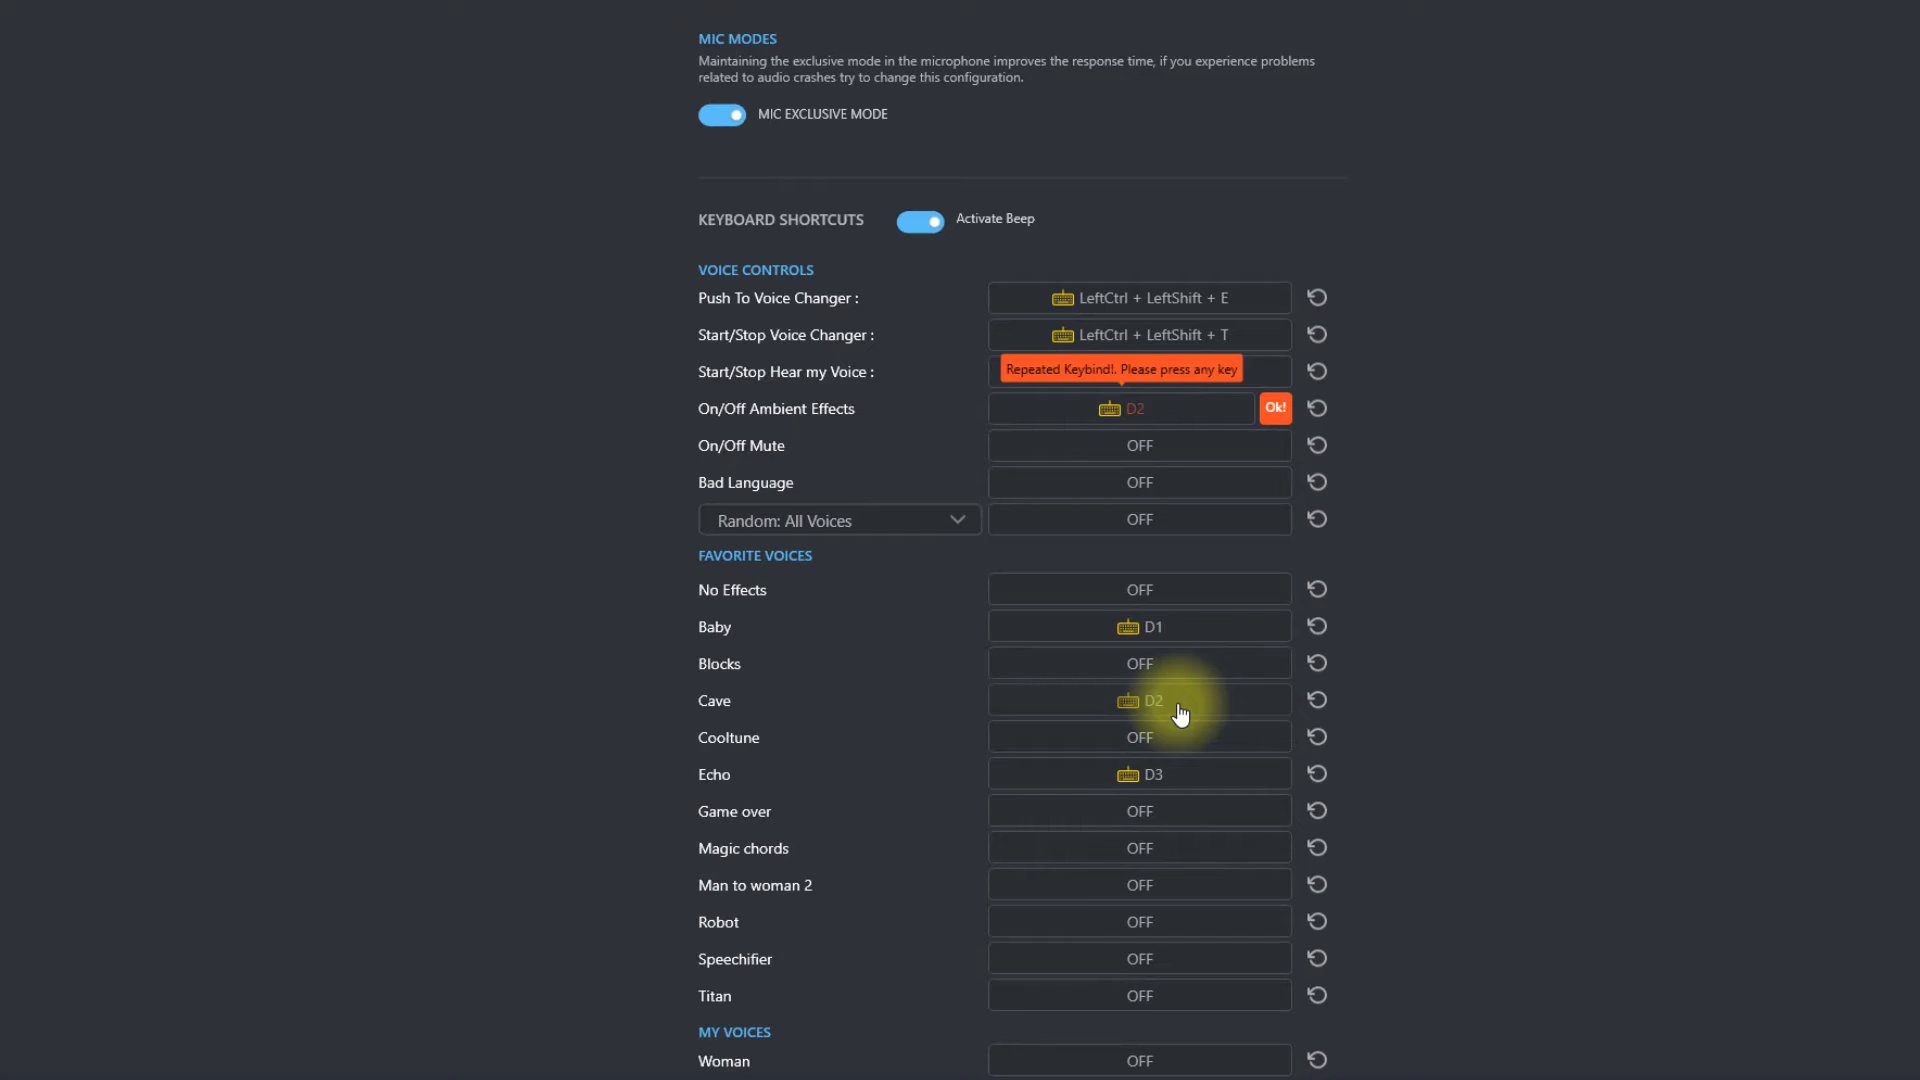 MIC MODES
Maintaining the exclusive mode in the microphone improves the response time, if you experience problems
related to audio crashes try to change this configuration.
MIC EXCLUSIVE MODE
KEYBOARD SHORTCUTS Activate Beep
VOICE CONTROLS
Push To Voice Changer : LeftCtrl + LeftShift + E
Start/Stop Voice Changer : LeftCtrl + LeftShift + T
Start/Stop Hear my Voice : Repeated Keybind!. Please press any key
On/Off Ambient Effects D2 Ok!
On/Off Mute OFF
Bad Language OFF
Random: All Voices OFF
FAVORITE VOICES
No Effects OFF
Baby D1
Blocks OFF
Cave D2
Cooltune OFF
Echo D3
Game over OFF
Magic chords OFF
Man to woman 2 OFF
Robot OFF
Speechifier OFF
Titan OFF
MY VOICES
Woman OFF